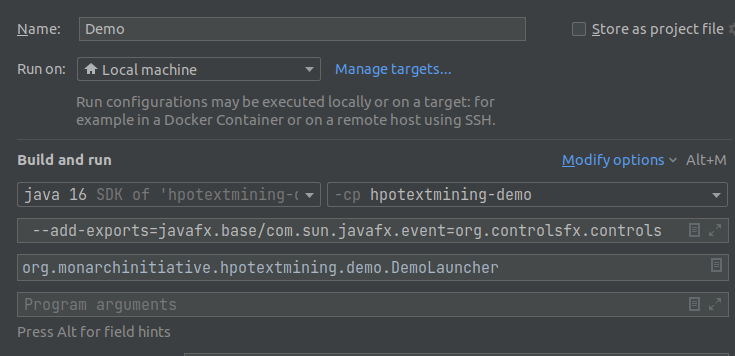 Name: Demo Store as project file
Run on: Local machine Manage targets...
Run configurations may be executed locally or on a target: for
example in a Docker Container or on a remote host using SSH.
Build and run Modify options Alt+M
java 16 SDK of 'hpotextmining- -cp hpotextmining-demo
--add-exports=javafx.base/com.sun.javafx.event=org.controlsfx.controls
org.monarchinitiative.hpotextmining.demo.DemoLauncher
Program arguments
Press Alt for field hints